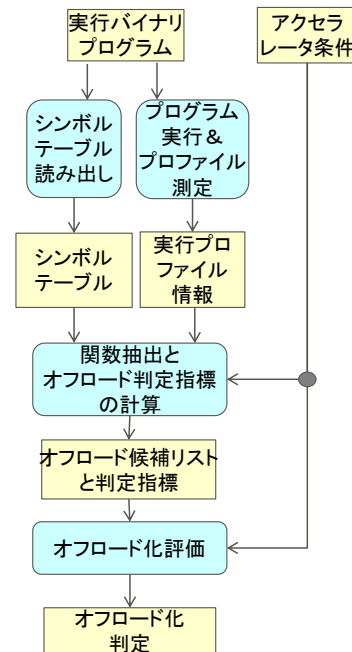 実行バイナリ
プログラム
アクセラ
レータ条件
シンボル
テーブル
読み出し
プログラム
実行＆
プロファイル
測定
シンボル
テーブル
実行プロ
ファイル
情報
関数抽出と
オフロード判定指標
の計算
オフロード候補リスト
と判定指標
オフロード化評価
オフロード化
判定